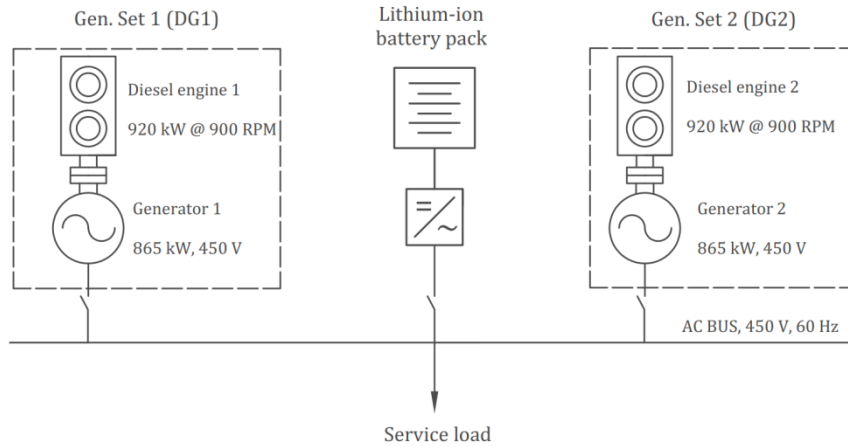 Gen. Set 1 (DG1)
Diesel engine 1
920 kW @ 900 RPM
Generator 1
865 kW, 450 V
Lithium-ion
battery pack
Gen. Set 2 (DG2)
Diesel engine 2
920 kW @ 900 RPM
Generator 2
865 kW, 450 V
AC BUS, 450 V, 60 Hz
Service load